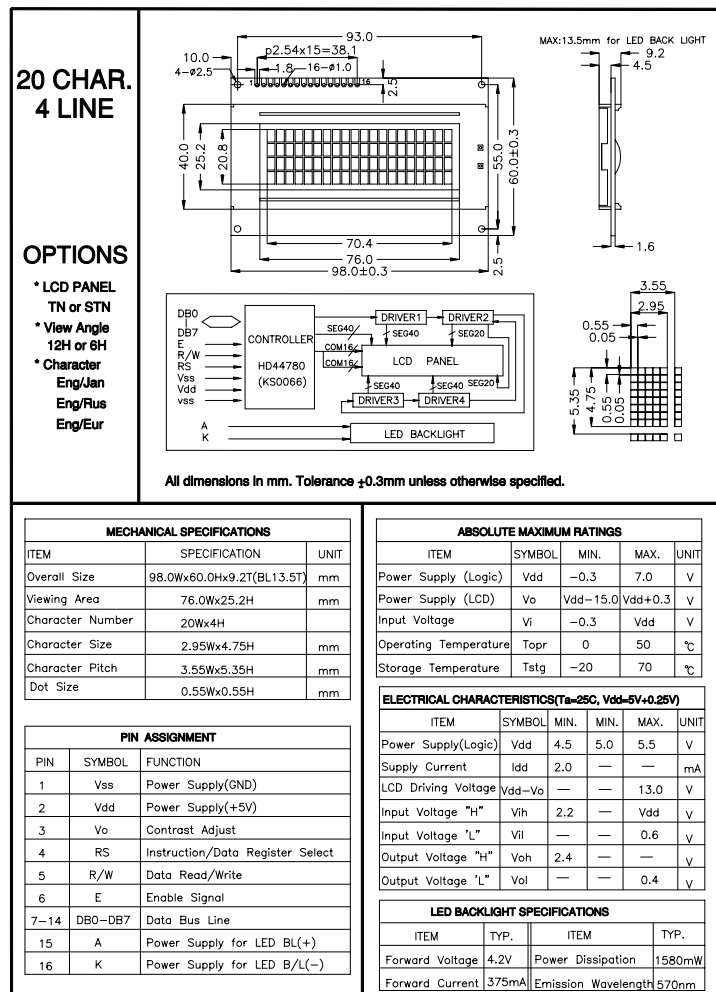 20 CHAR.
4 LINE
OPTIONS
* LCD PANEL
TN or STN
* View Angle
12H or 6H
* Character
Eng/Jan
Eng/Rus
Eng/Eur
93.0
p2.54x15=38.1
10.0
4-ø2.5
1.8
16-ø1.0
1
16
2.5
40.0
25.2
20.8
55.0
60.0±0.3
70.4
76.0
98.0±0.3
2.5
MAX:13.5mm for LED BACK LIGHT
9.2
4.5
1.6
DB0
DB7
E
R/W
RS
Vss
Vdd
vss
CONTROLLER
HD44780
(KS0066)
SEG40
COM16
COM16
DRIVER1
DRIVER2
SEG40
SEG20
LCD PANEL
SEG40
SEG40
SEG20
DRIVER3
DRIVER4
A
K
LED BACKLIGHT
3.55
2.95
0.55
0.05
5.35
4.75
0.55
0.05
All dimensions in mm. Tolerance ±0.3mm unless otherwise specified.
MECHANICAL SPECIFICATIONS
ITEM SPECIFICATION UNIT
Overall Size 98.0Wx60.0Hx9.2T(BL13.5T) mm
Viewing Area 76.0Wx25.2H mm
Character Number 20Wx4H
Character Size 2.95Wx4.75H mm
Character Pitch 3.55Wx5.35H mm
Dot Size 0.55Wx0.55H mm
PIN ASSIGNMENT
PIN SYMBOL FUNCTION
1 Vss Power Supply(GND)
2 Vdd Power Supply(+5V)
3 Vo Contrast Adjust
4 RS Instruction/Data Register Select
5 R/W Data Read/Write
6 E Enable Signal
7-14 DB0-DB7 Data Bus Line
15 A Power Supply for LED BL(+)
16 K Power Supply for LED B/L(-)
ABSOLUTE MAXIMUM RATINGS
ITEM SYMBOL MIN. MAX. UNIT
Power Supply (Logic) Vdd -0.3 7.0 V
Power Supply (LCD) Vo Vdd-15.0 Vdd+0.3 V
Input Voltage Vi -0.3 Vdd V
Operating Temperature Topr 0 50 °C
Storage Temperature Tstg -20 70 °C
ELECTRICAL CHARACTERISTICS(Ta=25C, Vdd=5V+0.25V)
ITEM SYMBOL MIN. MIN. MAX. UNIT
Power Supply(Logic) Vdd 4.5 5.0 5.5 V
Supply Current Idd 2.0 — — mA
LCD Driving Voltage Vdd-Vo — — 13.0 V
Input Voltage "H" Vih 2.2 — Vdd V
Input Voltage 'L" Vil — — 0.6 V
Output Voltage "H" Voh 2.4 — — V
Output Voltage 'L" Vol — — 0.4 V
LED BACKLIGHT SPECIFICATIONS
ITEM TYP. ITEM TYP.
Forward Voltage 4.2V Power Dissipation 1580mW
Forward Current 375mA Emission Wavelength 570nm